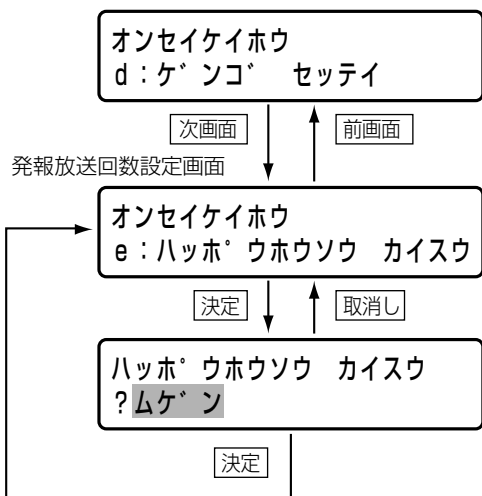 オンセイケイホウ
d：ケ゛ンコ゛　セッテイ
次画面　前画面
発報放送回数設定画面
オンセイケイホウ
e：ハッホ゜ウホウソウ　カイスウ
決定　取消し
ハッホ゜ウホウソウ　カイスウ
?ムケ゛ン
決定